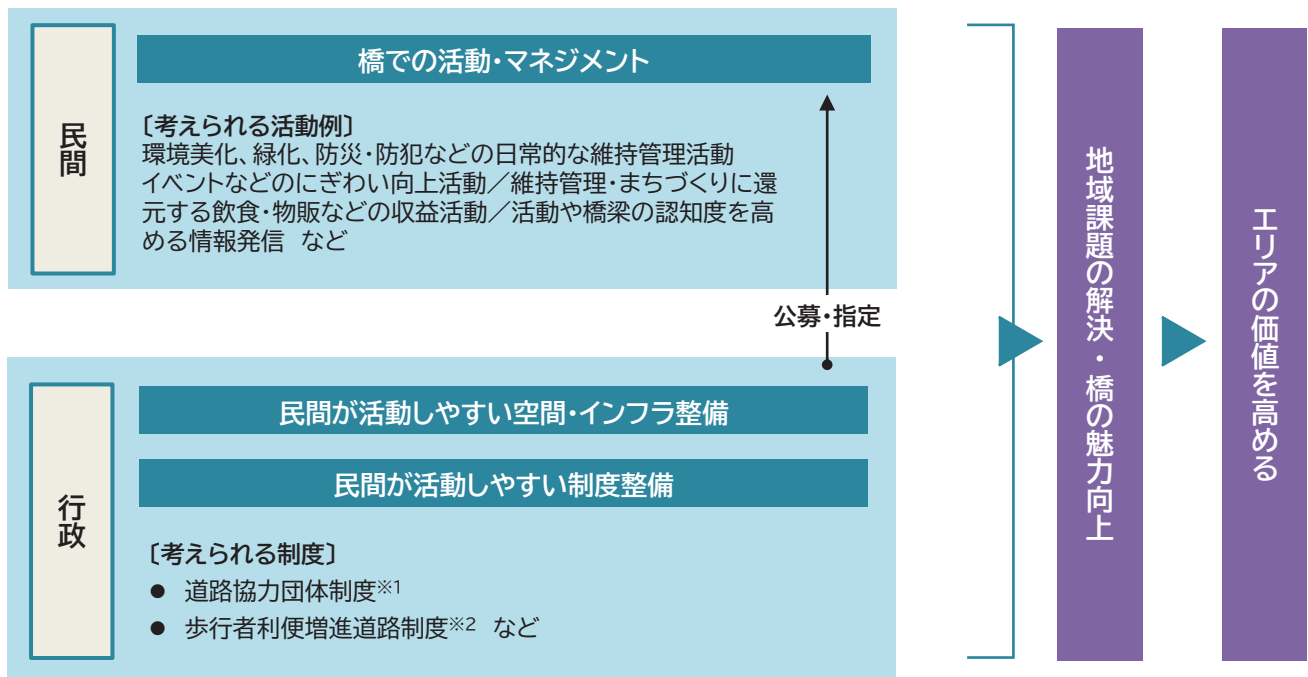 民間
橋での活動・マネジメント
〔考えられる活動例〕
環境美化、緑化、防災・防犯などの日常的な維持管理活動
イベントなどのにぎわい向上活動／維持管理・まちづくりに還
元する飲食・物販などの収益活動／活動や橋梁の認知度を高
める情報発信　など
公募・指定
行政
民間が活動しやすい空間・インフラ整備
民間が活動しやすい制度整備
〔考えられる制度〕
● 道路協力団体制度※1
● 歩行者利便増進道路制度※2　など
地域課題の解決・橋の魅力向上
エリアの価値を高める